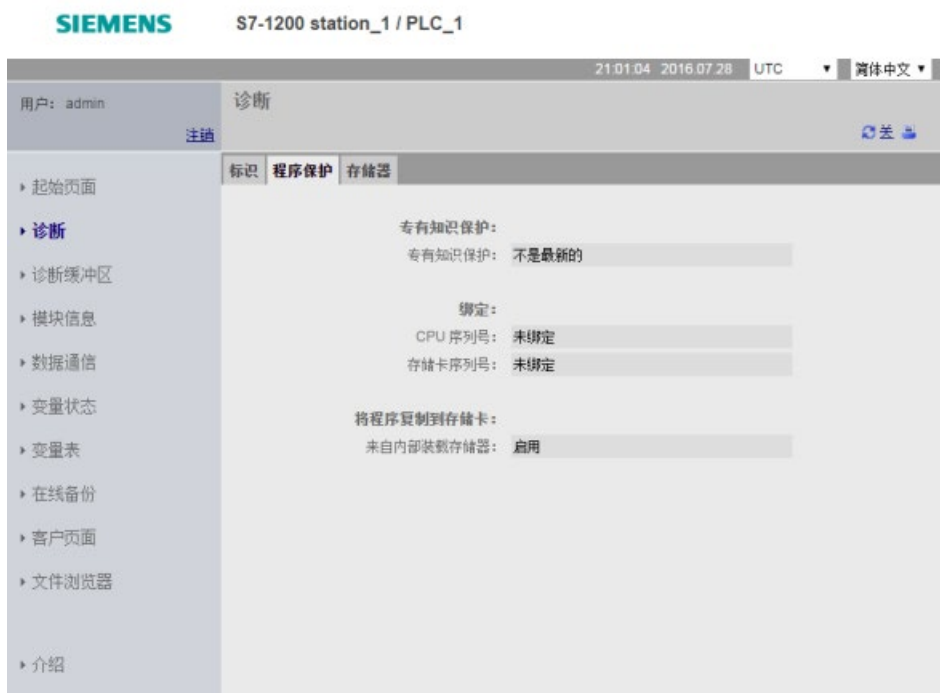 SIEMENS S7-1200 station_1 / PLC_1
21:01:04 2016.07.28 UTC 简体中文
用户: admin
注销
诊断
关
标识 程序保护 存储器
起始页面
诊断
诊断缓冲区
模块信息
数据通信
变量状态
变量表
在线备份
客户页面
文件浏览器
介绍
专有知识保护:
专有知识保护: 不是最新的
绑定:
CPU 序列号: 未绑定
存储卡序列号: 未绑定
将程序复制到存储卡:
来自内部装载存储器: 启用